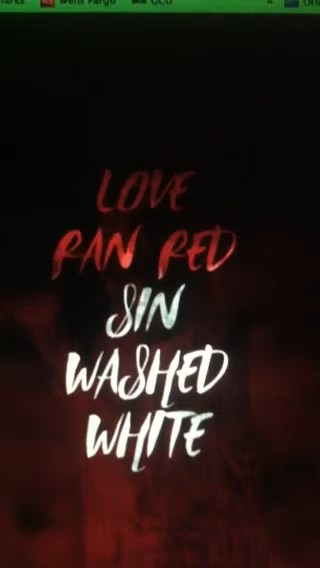 Wells Fargo
GCU
LOVE
RAN RED
SIN
WASHED
WHITE